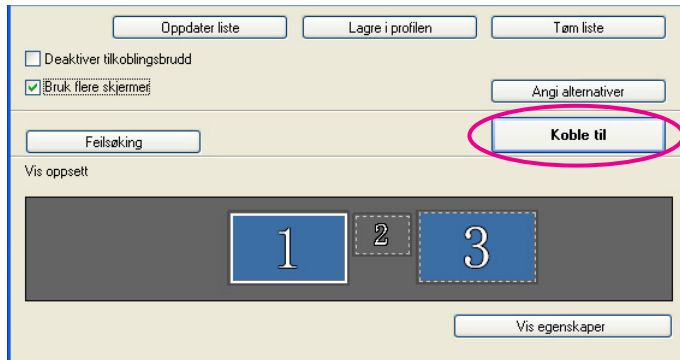 Oppdater liste Lagre i profilen Tøm liste
Deaktiver tilkoblingsbrudd
Bruk flere skjermer Angi alternativer
Feilsøking Koble til
Vis oppsett
1 2 3
Vis egenskaper